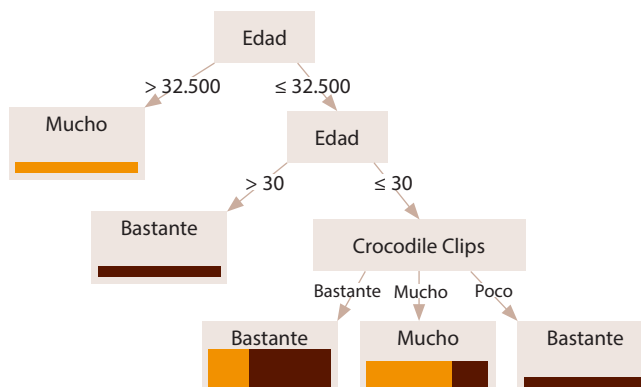 Edad
> 32.500
≤ 32.500
Mucho
Edad
> 30
≤ 30
Bastante
Crocodile Clips
Bastante
Mucho
Poco
Bastante
Mucho
Bastante